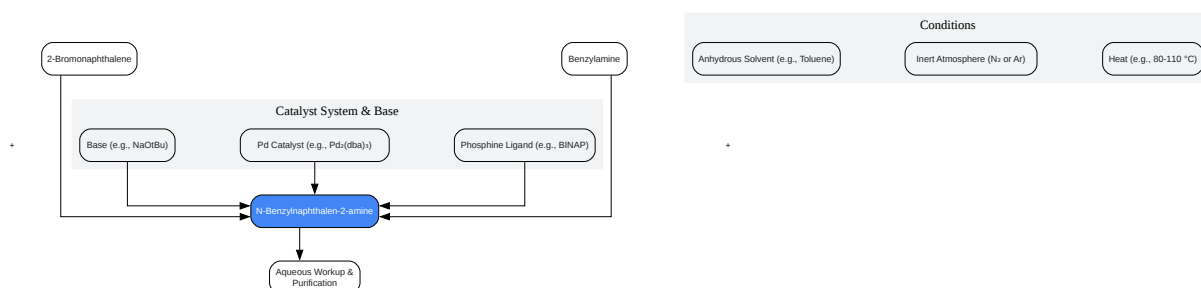 Conditions
2-Bromonaphthalene
Benzylamine
Anhydrous Solvent (e.g., Toluene)
Inert Atmosphere (N₂ or Ar)
Heat (e.g., 80-110 °C)
Catalyst System & Base
+
Base (e.g., NaOtBu)
Pd Catalyst (e.g., Pd₂(dba)₃)
Phosphine Ligand (e.g., BINAP)
+
N-Benzylnaphthalen-2-amine
Aqueous Workup &
Purification